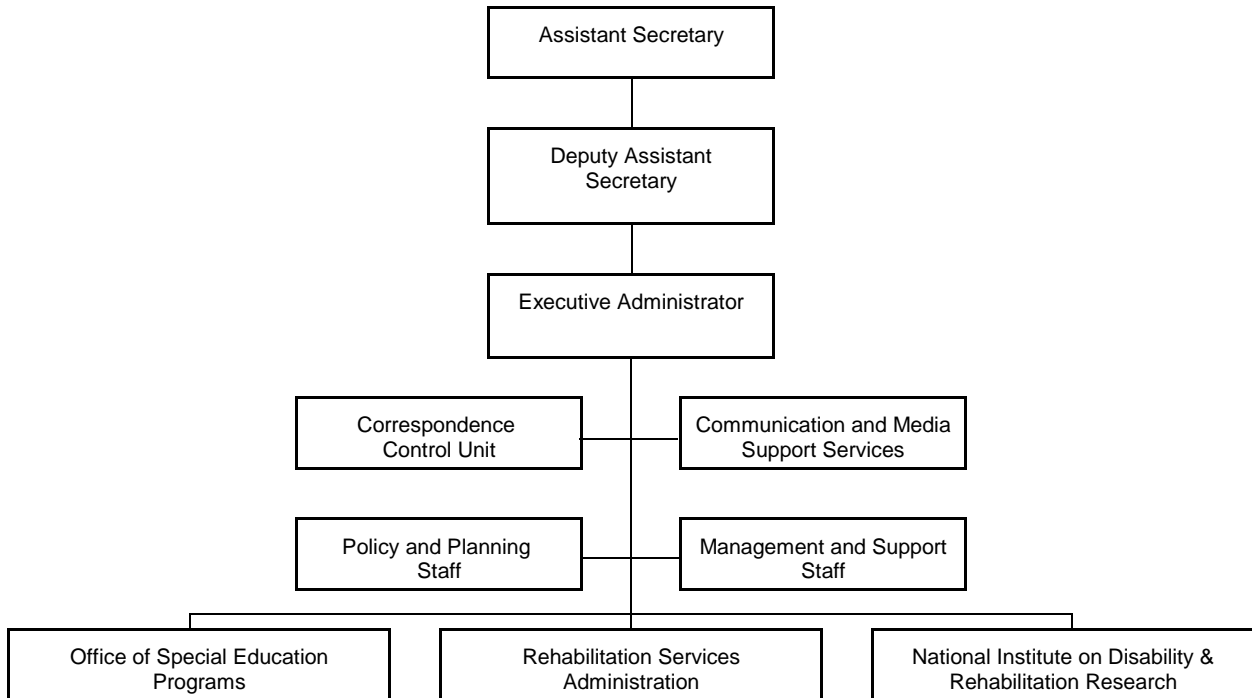 Assistant Secretary
Deputy Assistant
Secretary
Executive Administrator
Correspondence
Control Unit
Communication and Media
Support Services
Policy and Planning
Staff
Management and Support
Staff
Office of Special Education
Programs
Rehabilitation Services
Administration
National Institute on Disability &
Rehabilitation Research